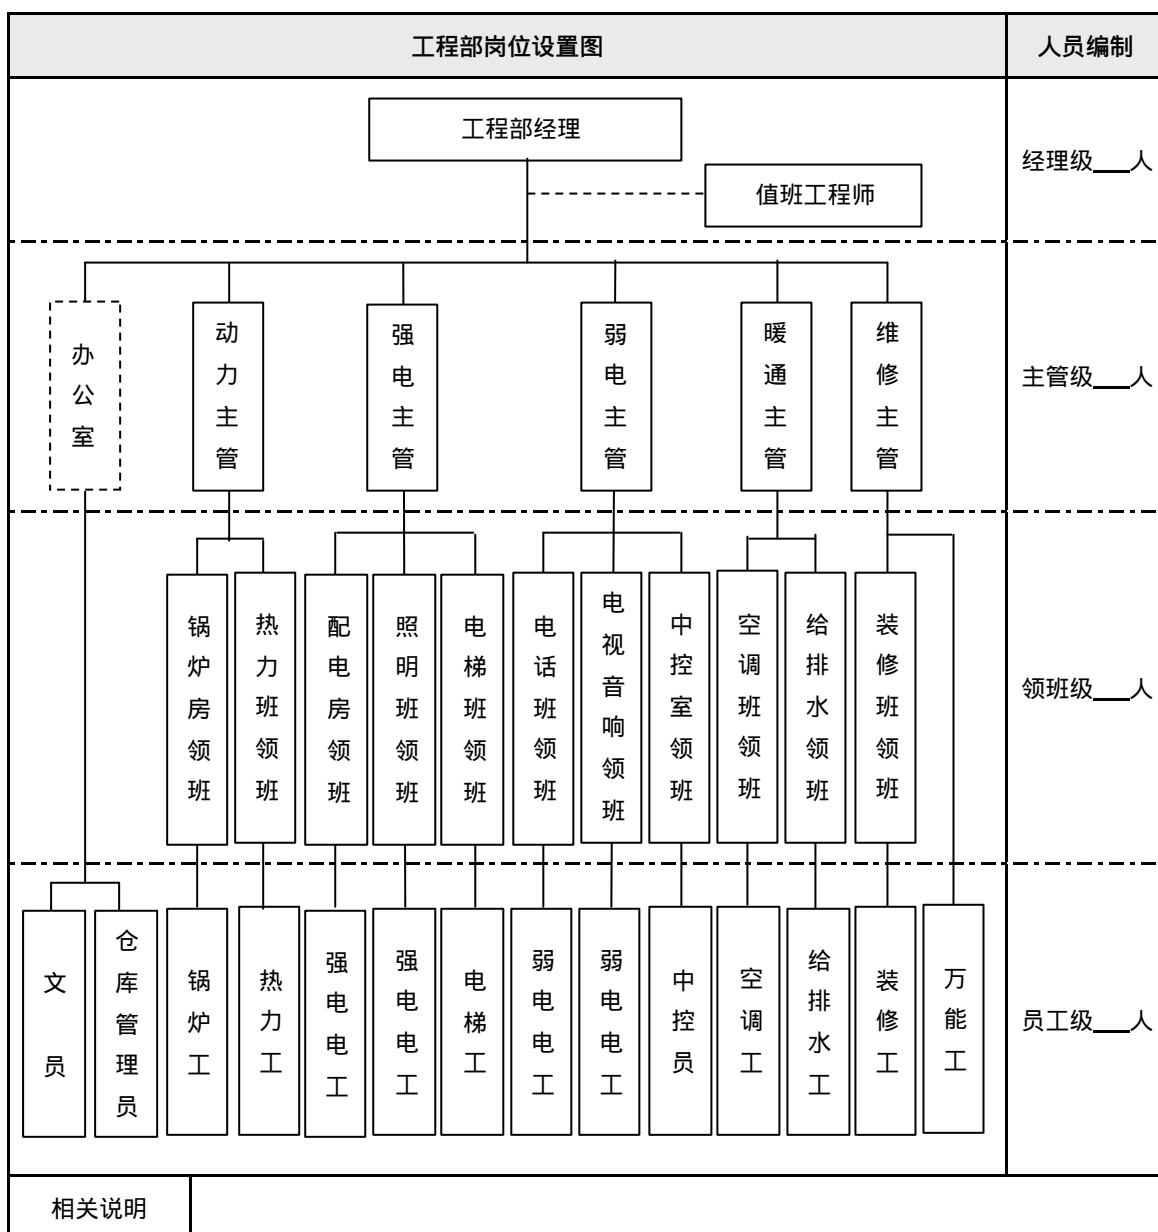 工程部岗位设置图
人员编制
工程部经理
值班工程师
经理级___人
办公室
动力主管
强电主管
弱电主管
暖通主管
维修主管
主管级___人
锅炉房领班
热力班领班
配电房领班
照明班领班
电梯班领班
电话班领班
电视音响领班
中控室领班
空调班领班
给排水领班
装修班领班
领班级___人
文员
仓库管理员
锅炉工
热力工
强电电工
强电电工
电梯工
弱电电工
弱电电工
中控员
空调工
给排水工
装修工
万能工
员工级___人
相关说明